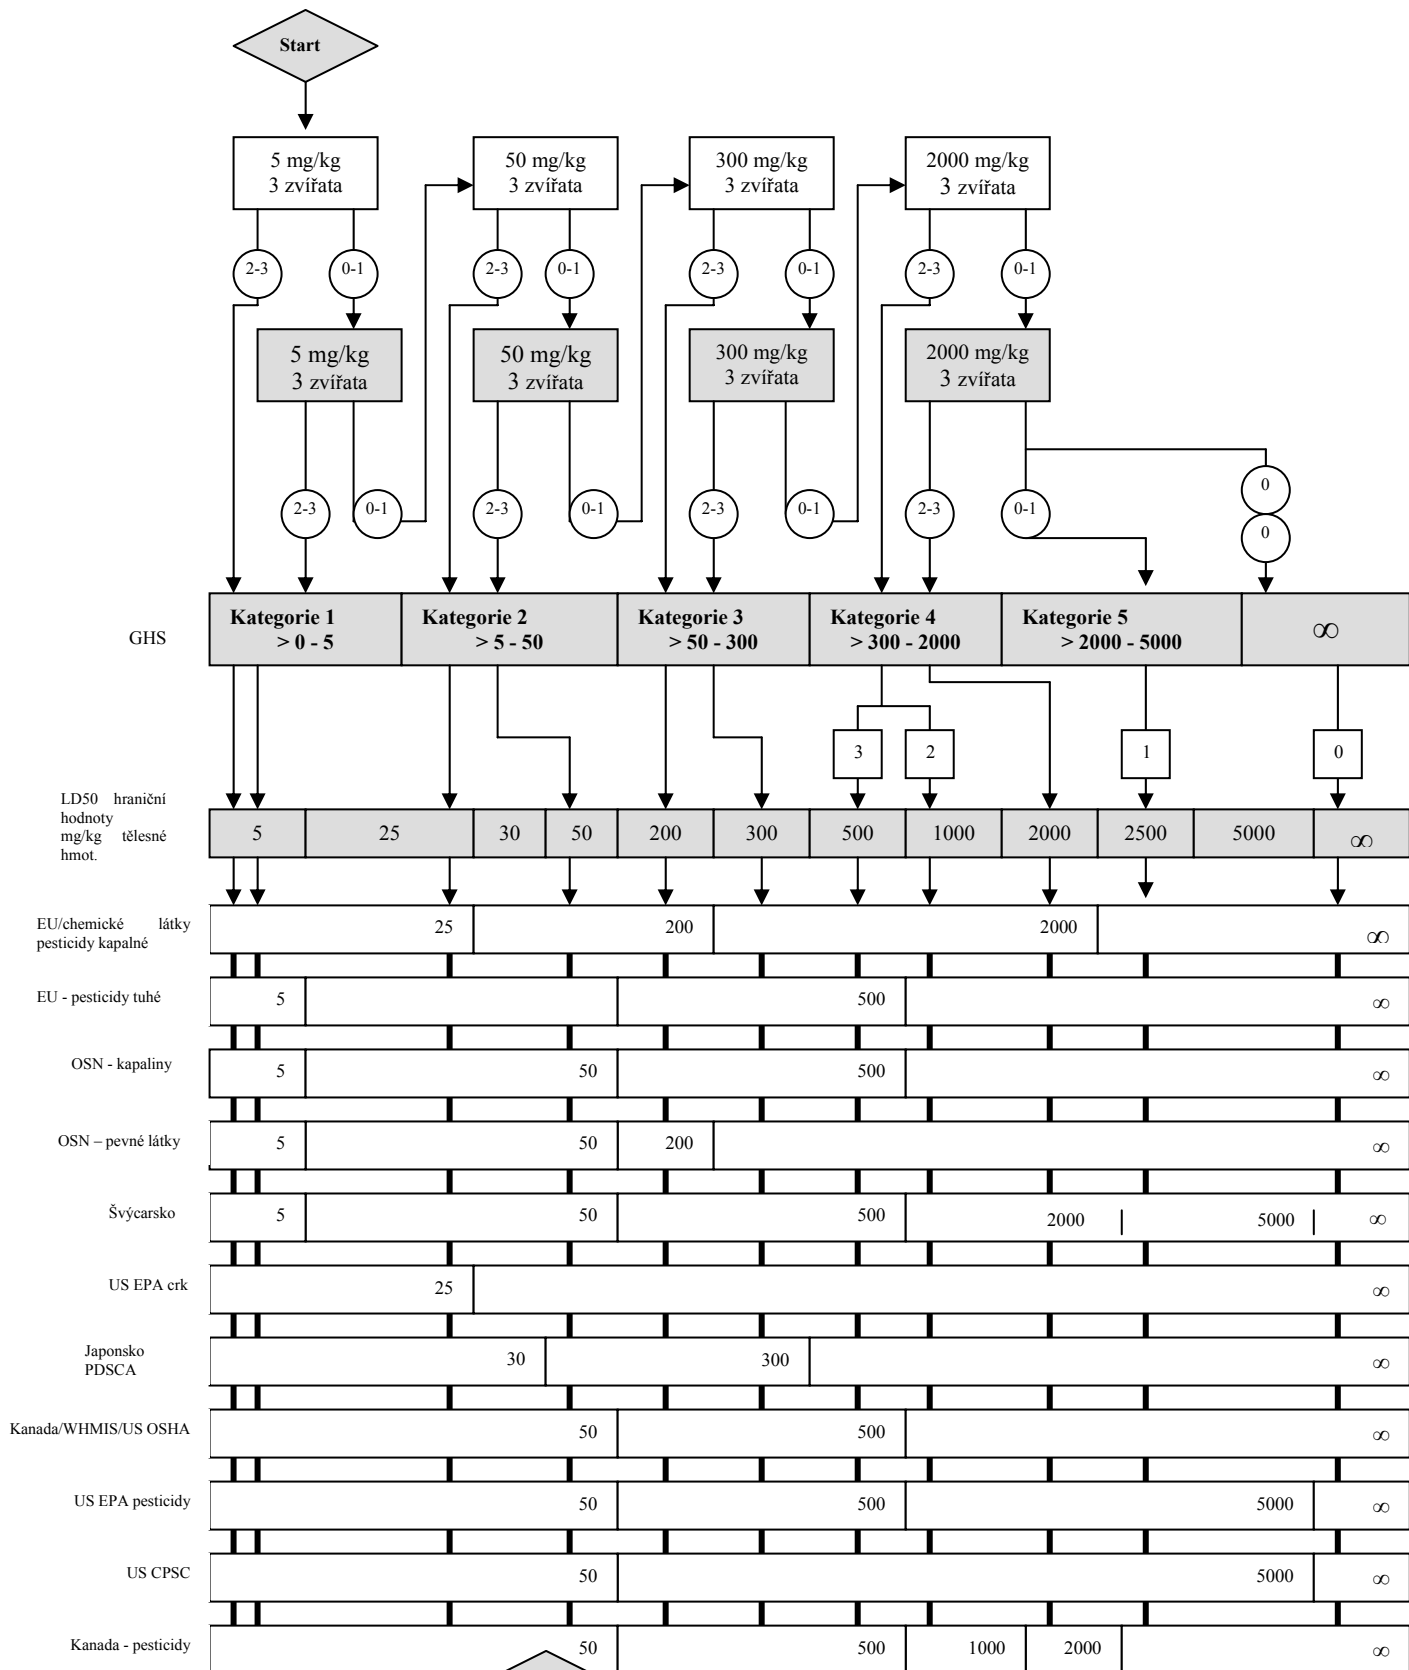 Start
5 mg/kg
3 zvířata
50 mg/kg
3 zvířata
300 mg/kg
3 zvířata
2000 mg/kg
3 zvířata
2-3
0-1
2-3
0-1
2-3
0-1
2-3
0-1
5 mg/kg
3 zvířata
50 mg/kg
3 zvířata
300 mg/kg
3 zvířata
2000 mg/kg
3 zvířata
2-3
0-1
2-3
0-1
2-3
0-1
2-3
0-1
0
0
GHS
Kategorie 1
> 0 - 5
Kategorie 2
> 5 - 50
Kategorie 3
> 50 - 300
Kategorie 4
> 300 - 2000
Kategorie 5
> 2000 - 5000
∞
3
2
1
0
LD50 hraniční
hodnoty
mg/kg tělesné
hmot.
5 25 30 50 200 300 500 1000 2000 2500 5000 ∞
EU/chemické látky
pesticidy kapalné
25 200 2000 ∞
EU - pesticidy tuhé
5 500 ∞
OSN - kapaliny
5 50 500 ∞
OSN – pevné látky
5 50 200 ∞
Švýcarsko
5 50 500 2000 5000 ∞
US EPA crk
25 ∞
Japonsko
PDSCA
30 300 ∞
Kanada/WHMIS/US OSHA
50 500 ∞
US EPA pesticidy
50 500 5000 ∞
US CPSC
50 5000 ∞
Kanada - pesticidy
50 500 1000 2000 ∞